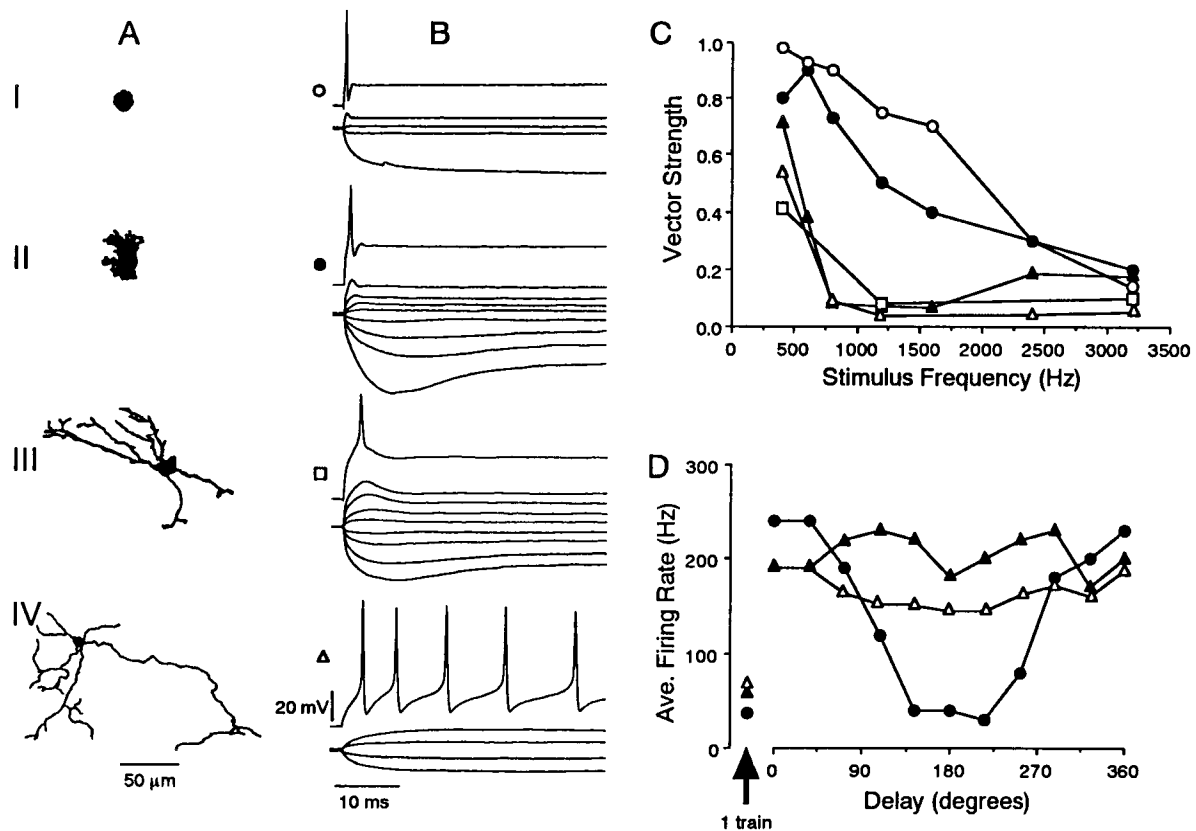 A
B
I
II
III
IV
50 µm
20 mV
10 ms
C
Vector Strength
1.0
0.8
0.6
0.4
0.2
0.0
0 500 1000 1500 2000 2500 3000 3500
Stimulus Frequency (Hz)
D
Ave. Firing Rate (Hz)
300
200
100
0
0 90 180 270 360
Delay (degrees)
1 train